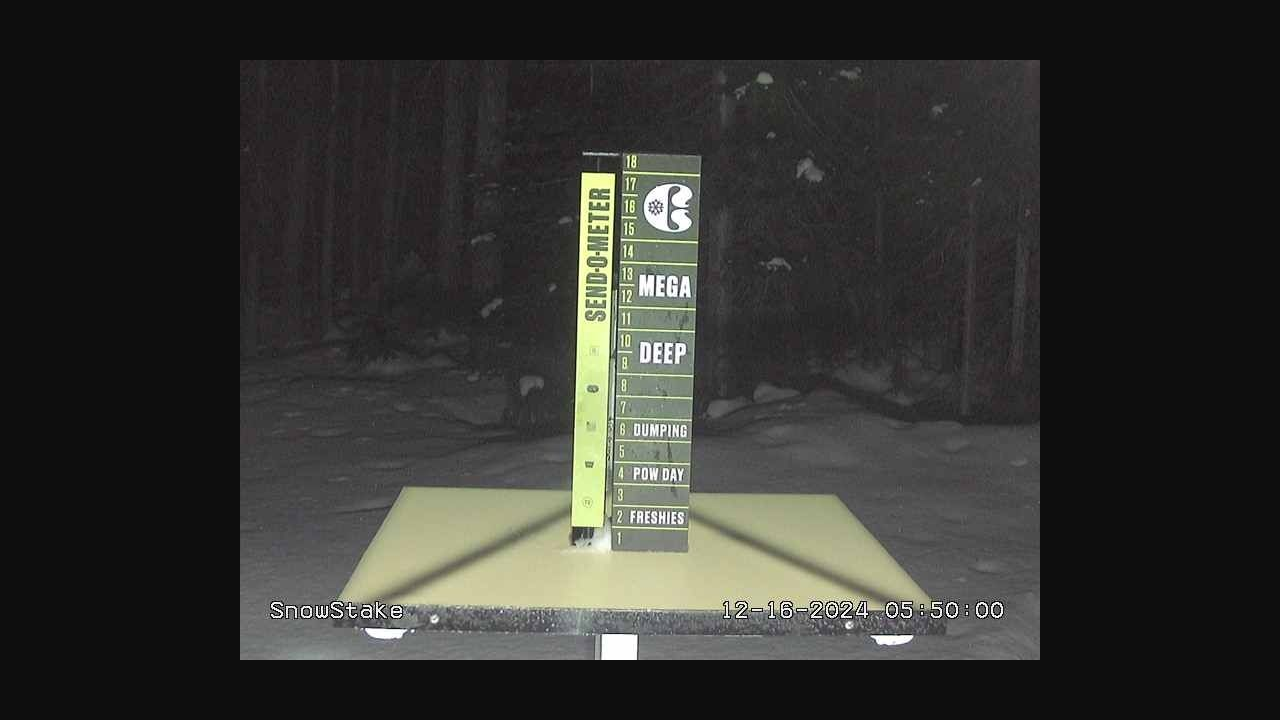 SEND-O-METER
18
17
16
15
14
13
12
MEGA
11
10
9
DEEP
8
7
6 DUMPING
5
4 POW DAY
3
2 FRESHIES
1
SnowStake
12-16-2024 05:50:00